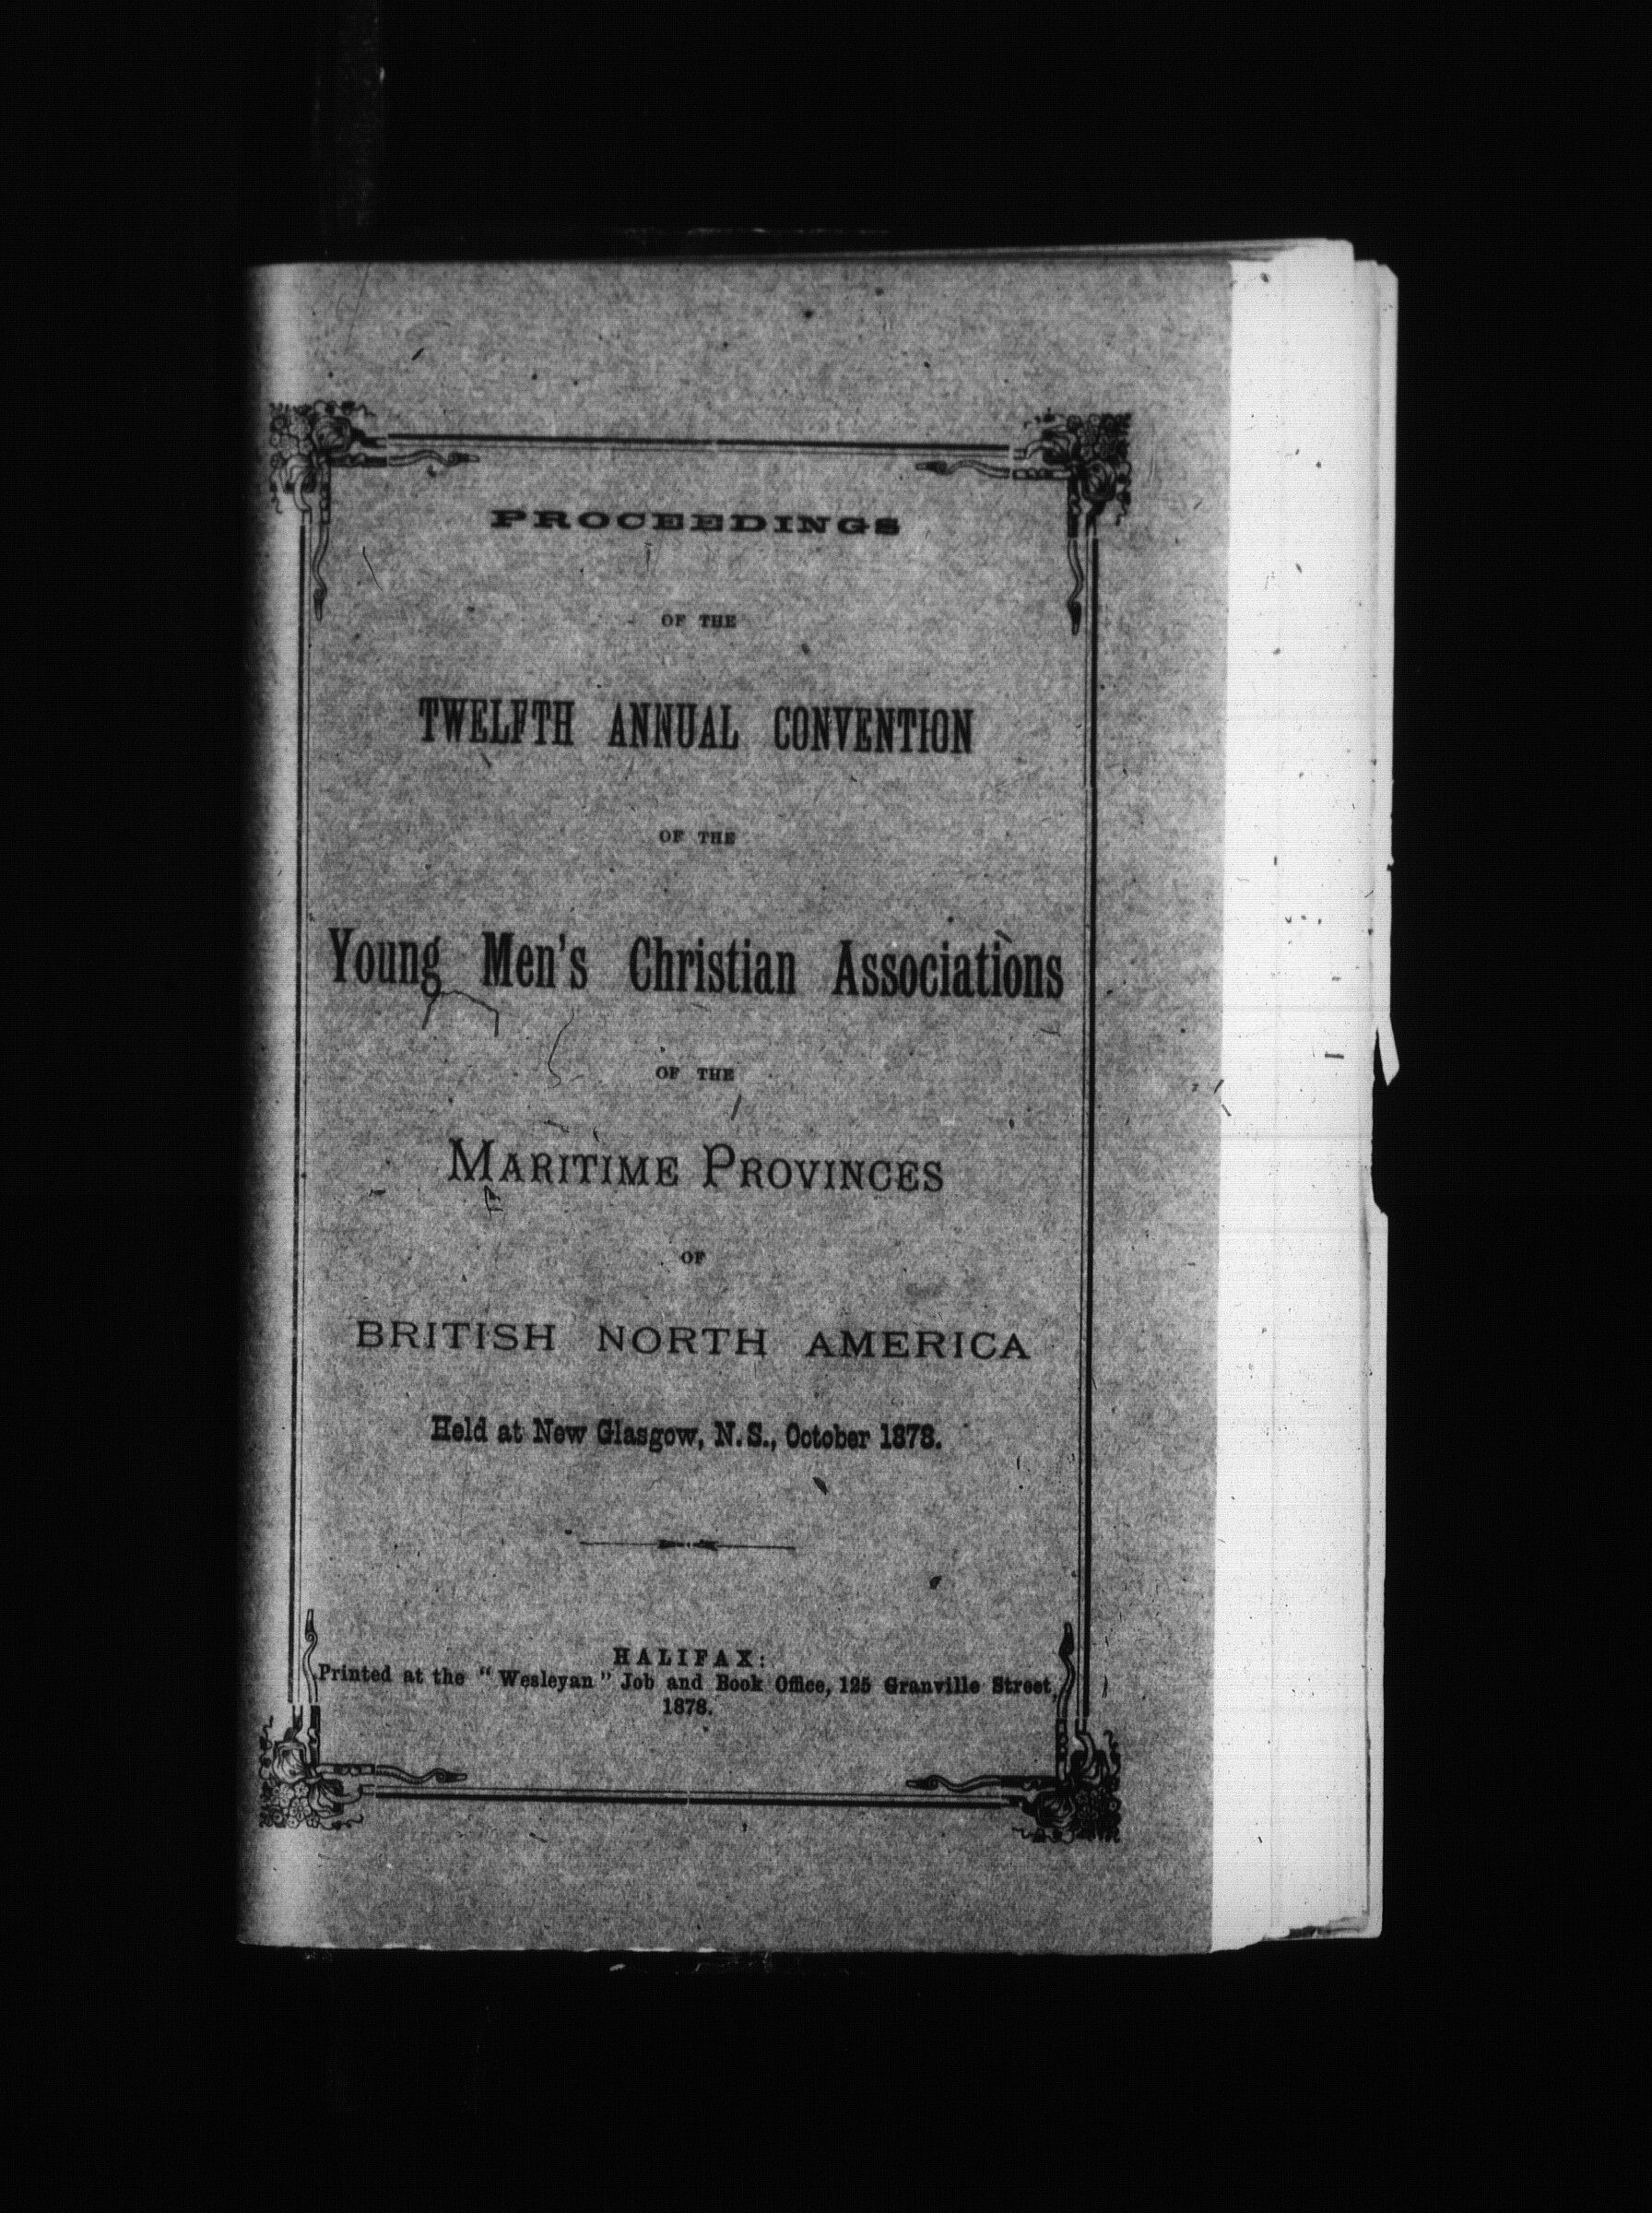 PROCEEDINGS
OF THE
TWELFTH ANNUAL CONVENTION
OF THE
Young Men's Christian Associations
OF THE
MARITIME PROVINCES
OF
BRITISH NORTH AMERICA
Held at New Glasgow, N.S., October 1878.
HALIFAX:
Printed at the "Wesleyan" Job and Book Office, 125 Granville Street,
1878.